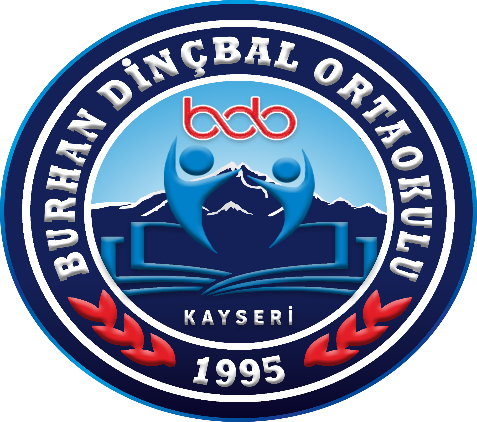 BURHAN DİNÇBAL ORTAOKULU
bdb
KAYSERİ
1995